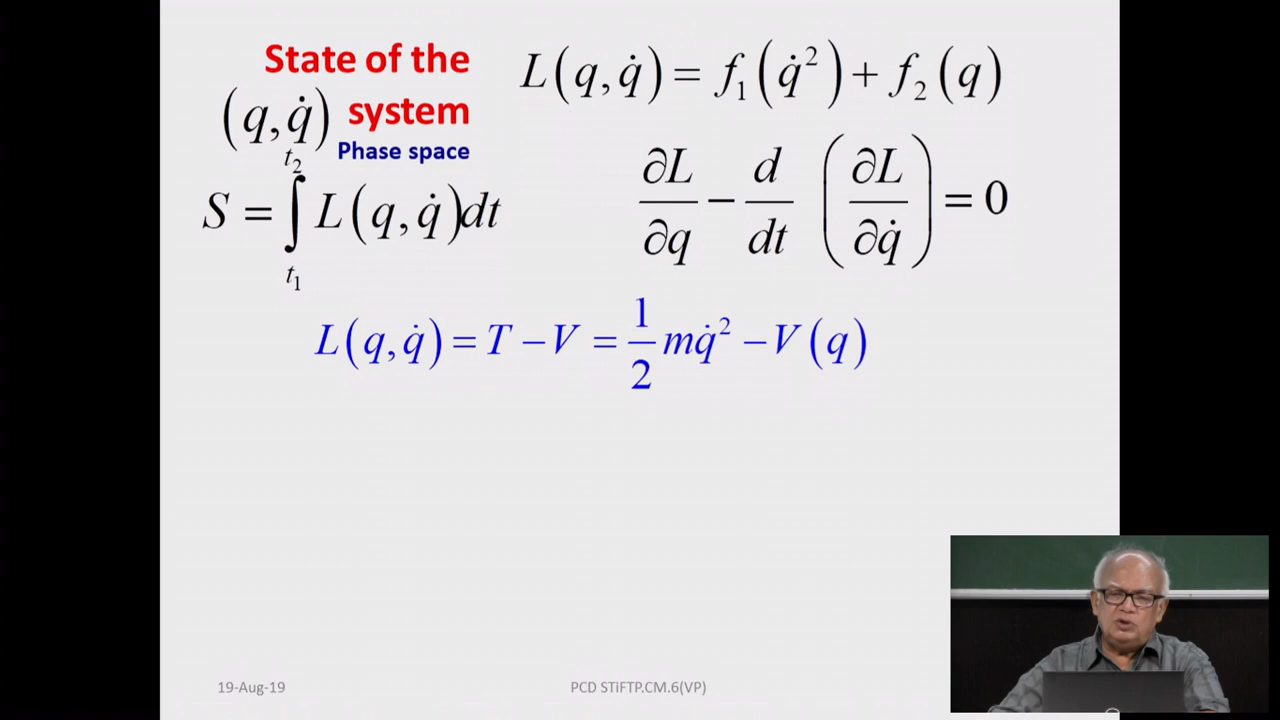 State of the
(q, q̇) system
Phase space
L(q, q̇) = f₁(q̇²) + f₂(q)
S = ∫_{t₁}^{t₂} L(q, q̇)dt
∂L/∂q − d/dt (∂L/∂q̇) = 0
L(q, q̇) = T − V = 1/2 mq̇² − V(q)
19-Aug-19
PCD STiFTP.CM.6(VP)